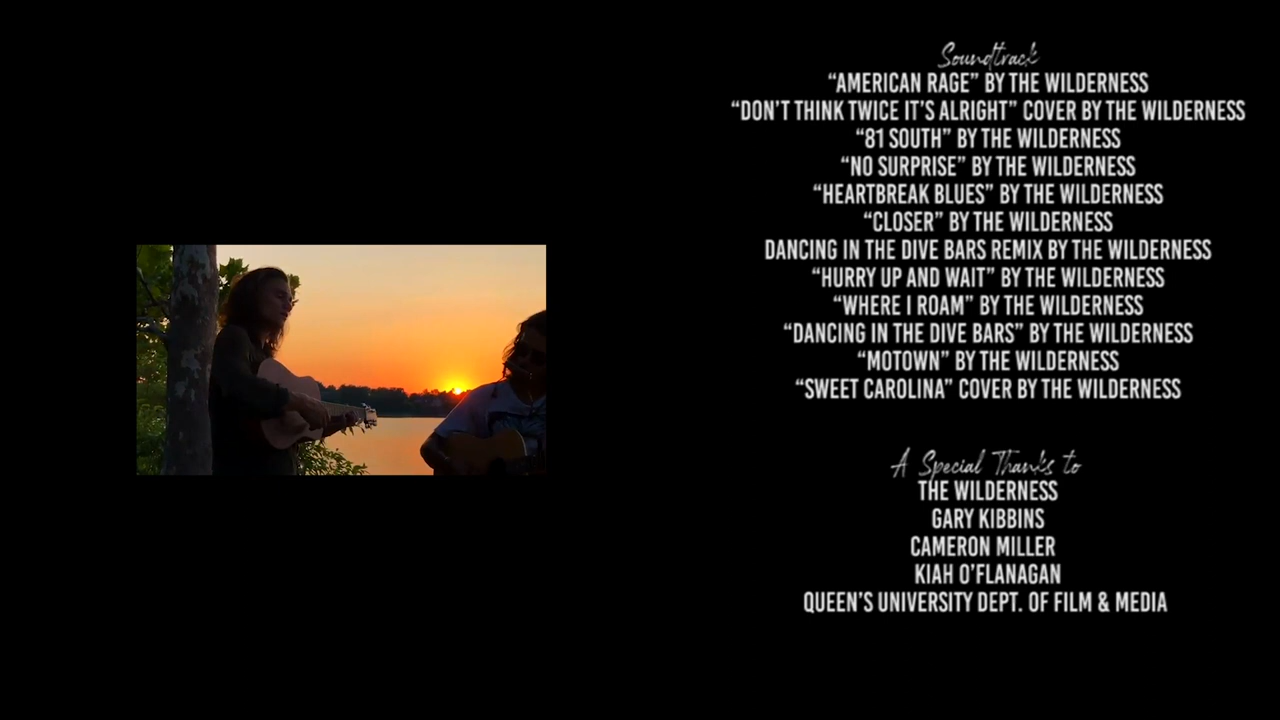 Soundtrack
“AMERICAN RAGE” BY THE WILDERNESS
“DON’T THINK TWICE IT’S ALRIGHT” COVER BY THE WILDERNESS
“81 SOUTH” BY THE WILDERNESS
“NO SURPRISE” BY THE WILDERNESS
“HEARTBREAK BLUES” BY THE WILDERNESS
“CLOSER” BY THE WILDERNESS
DANCING IN THE DIVE BARS REMIX BY THE WILDERNESS
“HURRY UP AND WAIT” BY THE WILDERNESS
“WHERE I ROAM” BY THE WILDERNESS
“DANCING IN THE DIVE BARS” BY THE WILDERNESS
“MOTOWN” BY THE WILDERNESS
“SWEET CAROLINA” COVER BY THE WILDERNESS
A Special Thanks to
THE WILDERNESS
GARY KIBBINS
CAMERON MILLER
KIAH O’FLANAGAN
QUEEN’S UNIVERSITY DEPT. OF FILM & MEDIA